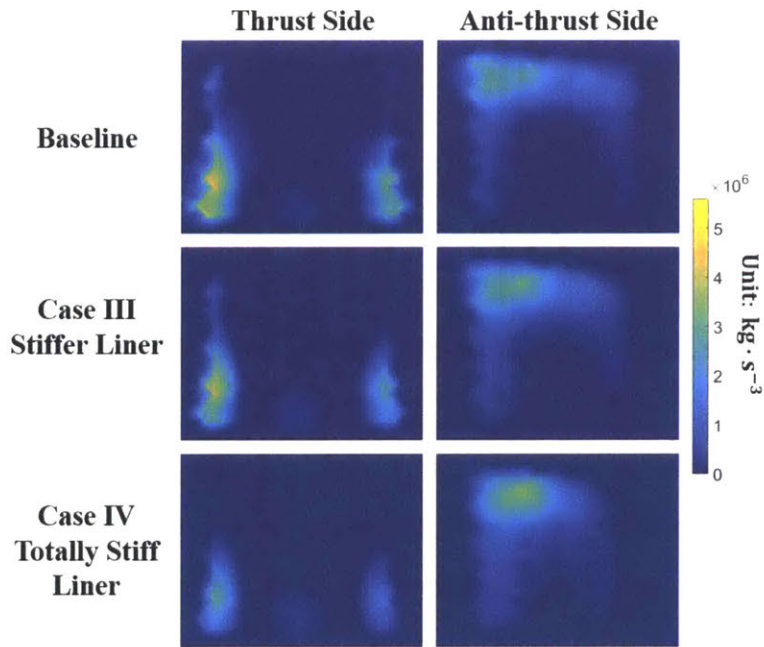 Thrust Side
Anti-thrust Side
Baseline
Case III
Stiffer Liner
Case IV
Totally Stiff
Liner
× 10⁶
5
4
3
2
1
0
Unit: kg · s⁻³